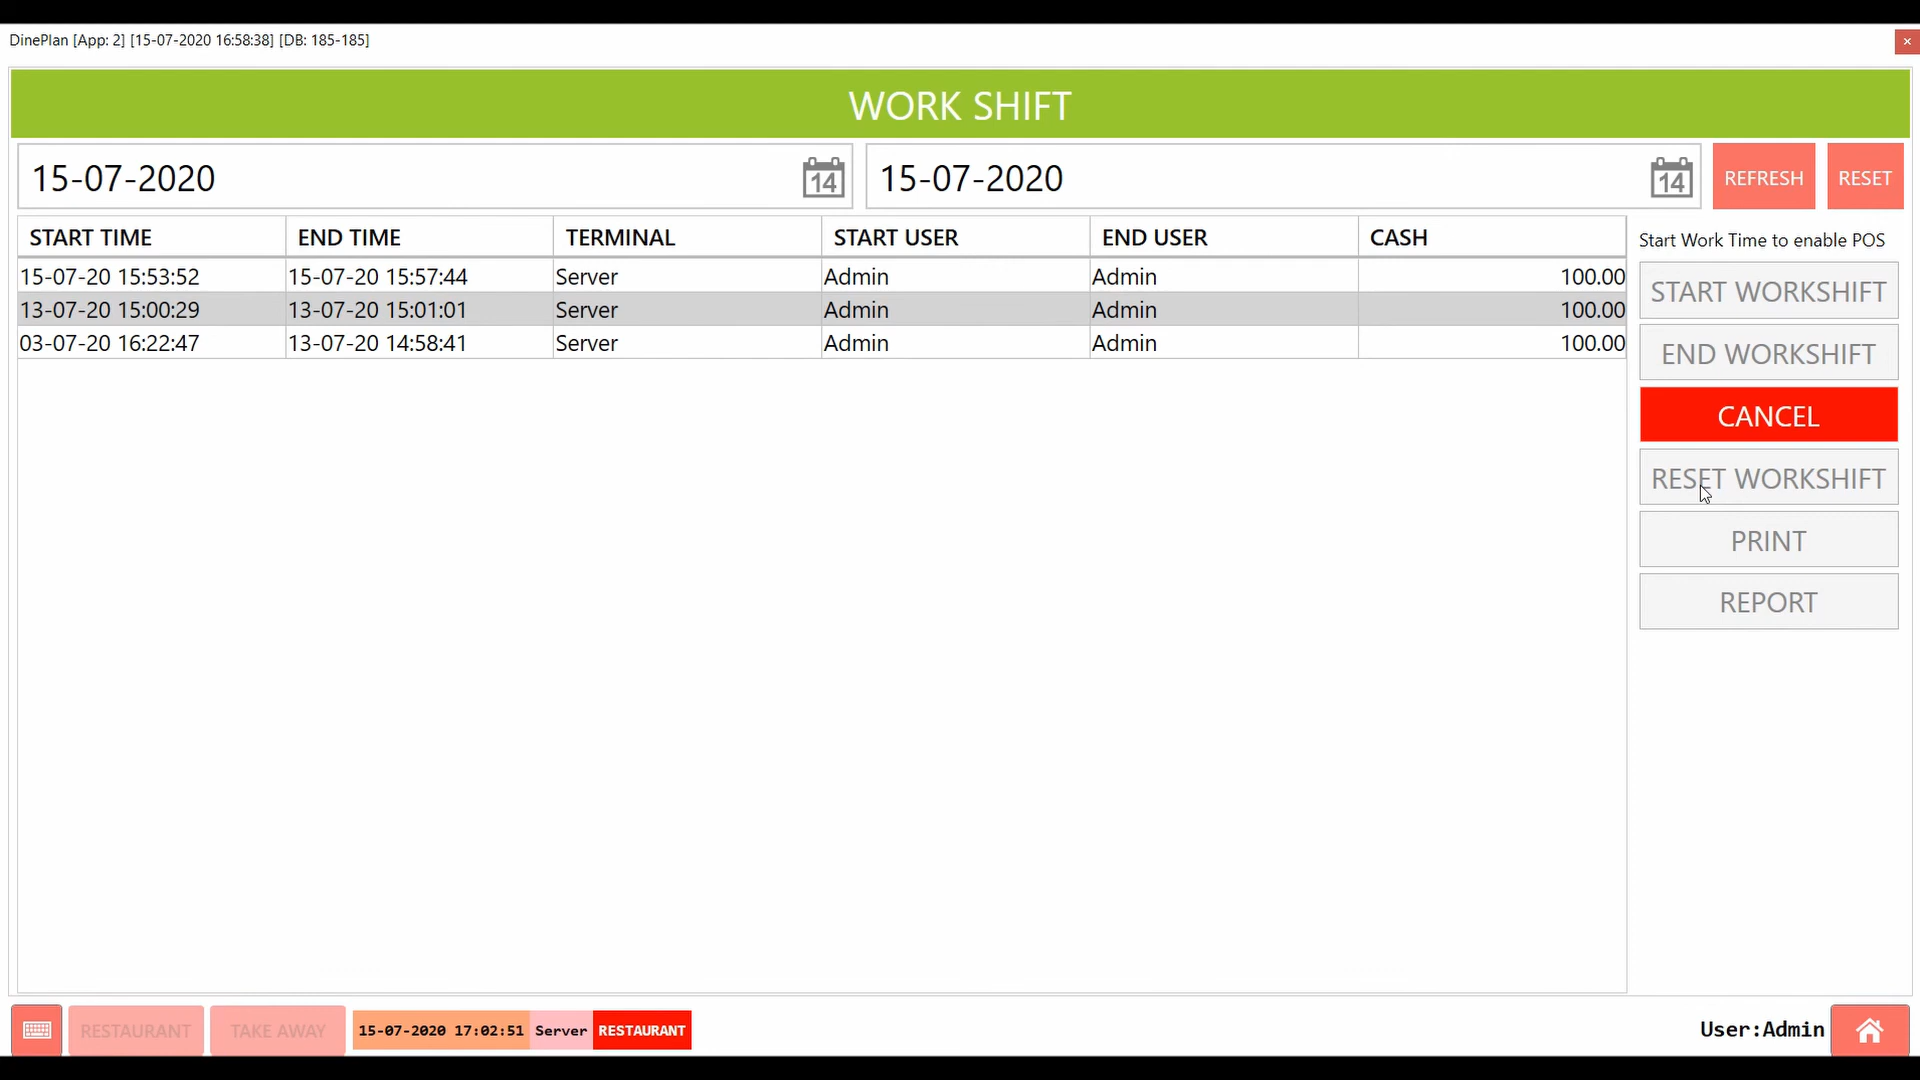 DinePlan [App: 2] [15-07-2020 16:58:38] [DB: 185-185]
WORK SHIFT
15-07-2020 14 15-07-2020 14 REFRESH RESET
START TIME END TIME TERMINAL START USER END USER CASH
15-07-20 15:53:52 15-07-20 15:57:44 Server Admin Admin 100.00
13-07-20 15:00:29 13-07-20 15:01:01 Server Admin Admin 100.00
03-07-20 16:22:47 13-07-20 14:58:41 Server Admin Admin 100.00
Start Work Time to enable POS
START WORKSHIFT
END WORKSHIFT
CANCEL
RESET WORKSHIFT
PRINT
REPORT
RESTAURANT TAKE AWAY 15-07-2020 17:02:51 Server RESTAURANT User:Admin